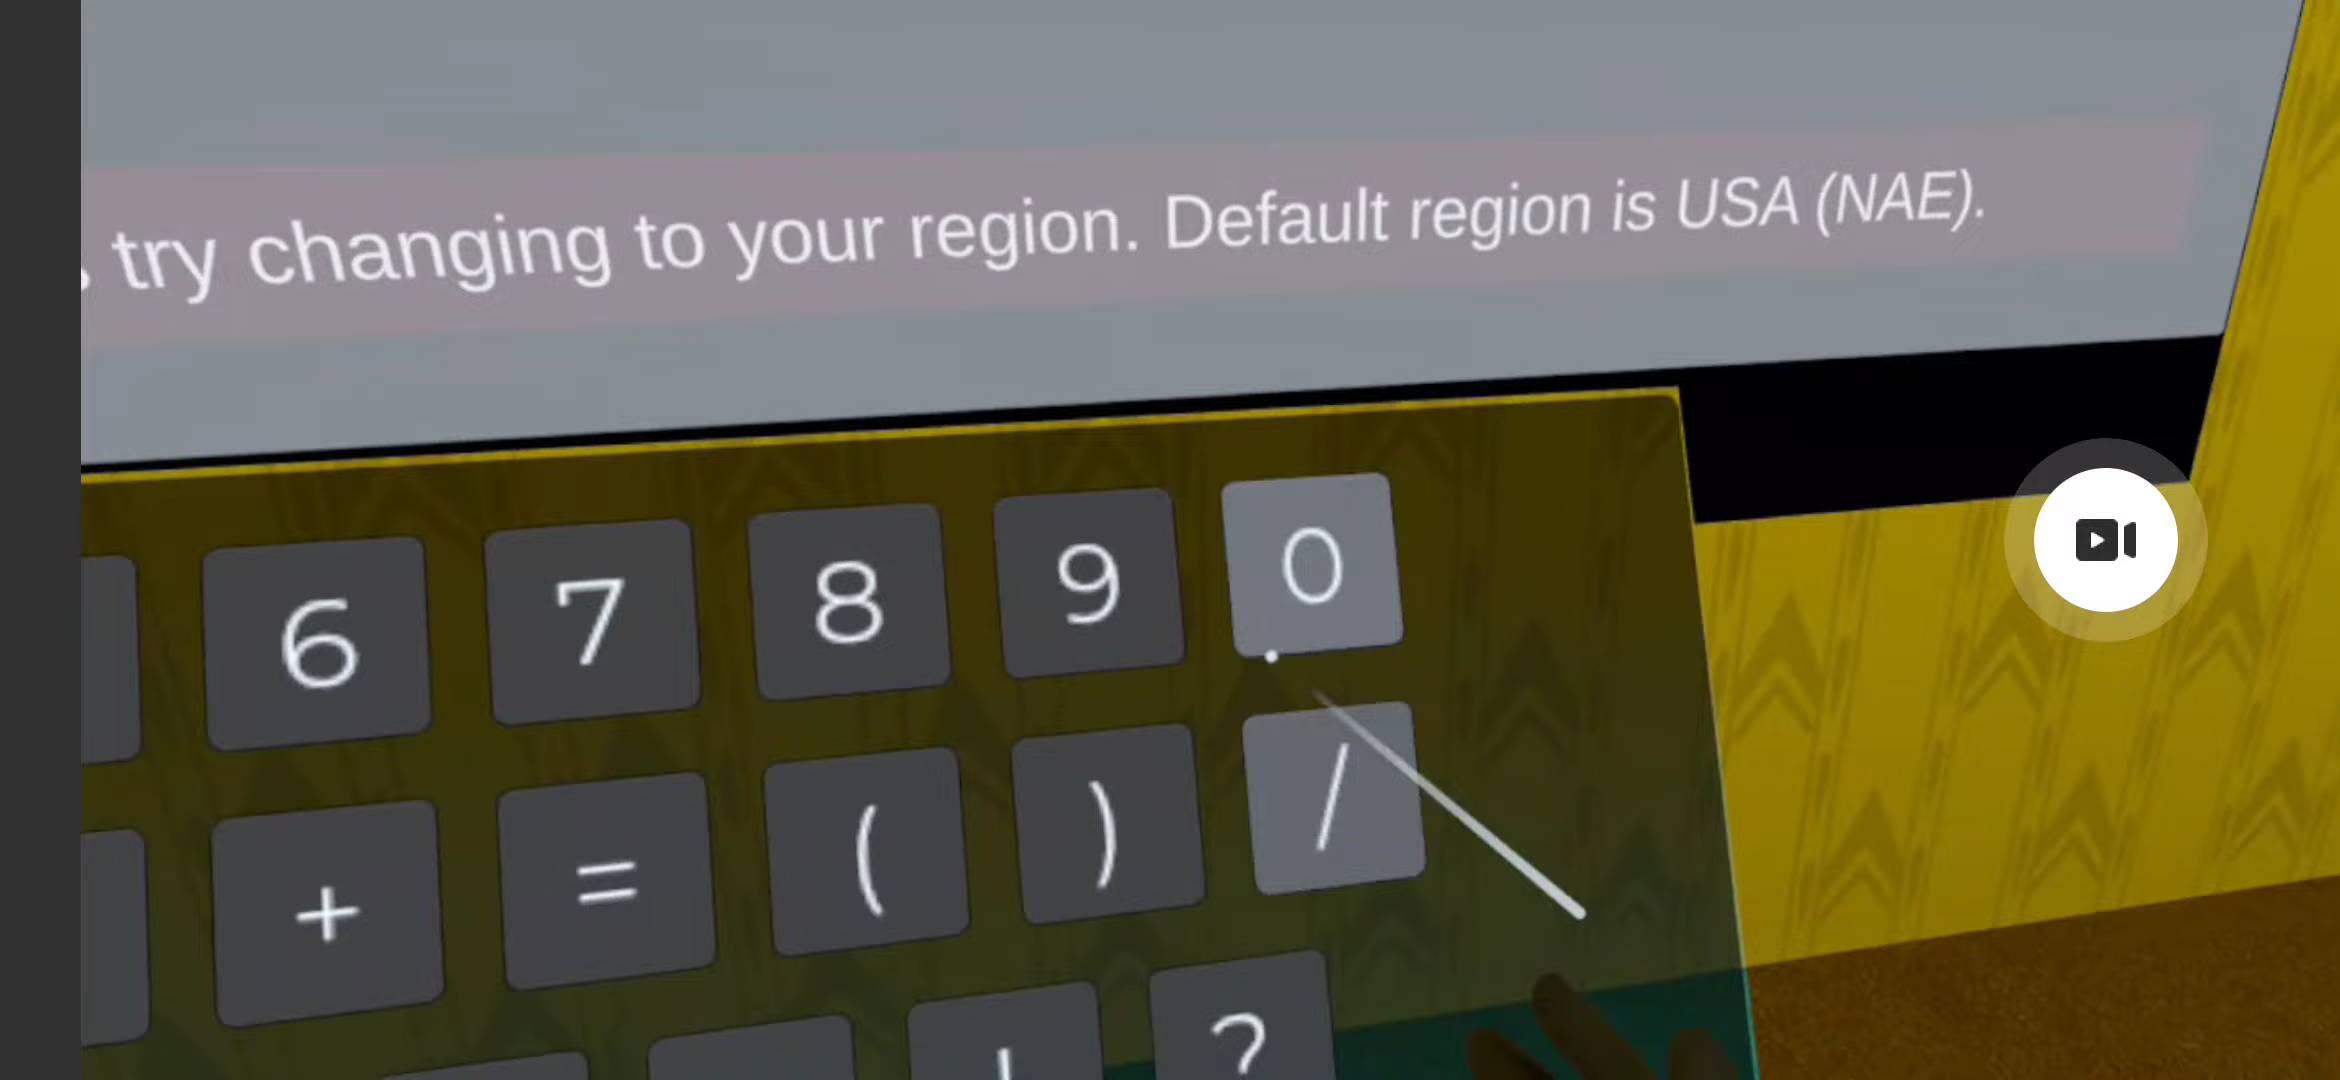 try changing to your region. Default region is USA (NAE).
6 7 8 9 0
+ = ( ) /
?